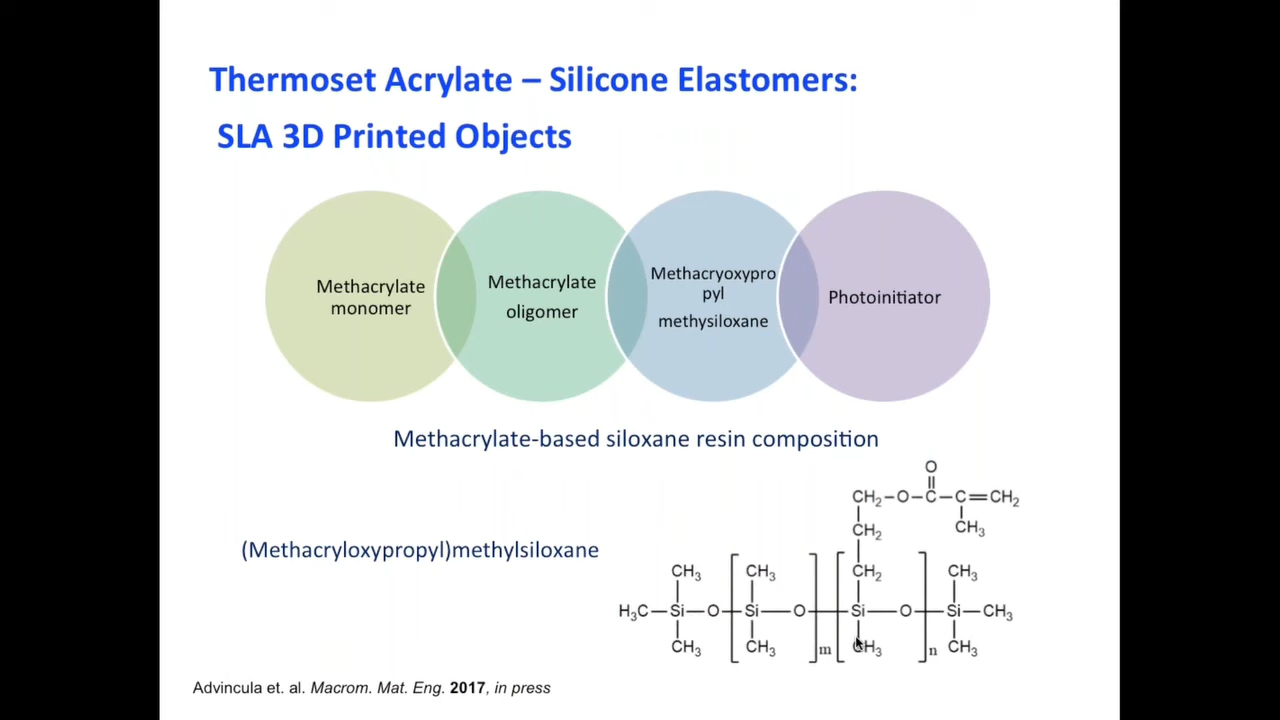 Thermoset Acrylate – Silicone Elastomers:
SLA 3D Printed Objects
Methacrylate
monomer
Methacrylate
oligomer
Methacryoxypro
pyl
methysiloxane
Photoinitiator
Methacrylate-based siloxane resin composition
(Methacryloxypropyl)methylsiloxane
O
CH₂–O–C–C=CH₂
CH₂ CH₃
CH₃ CH₃ CH₂ CH₃
H₃C–Si–O–Si–O–Si–O–Si–CH₃
CH₃ CH₃ m CH₃ n CH₃
Advincula et. al. Macrom. Mat. Eng. 2017, in press